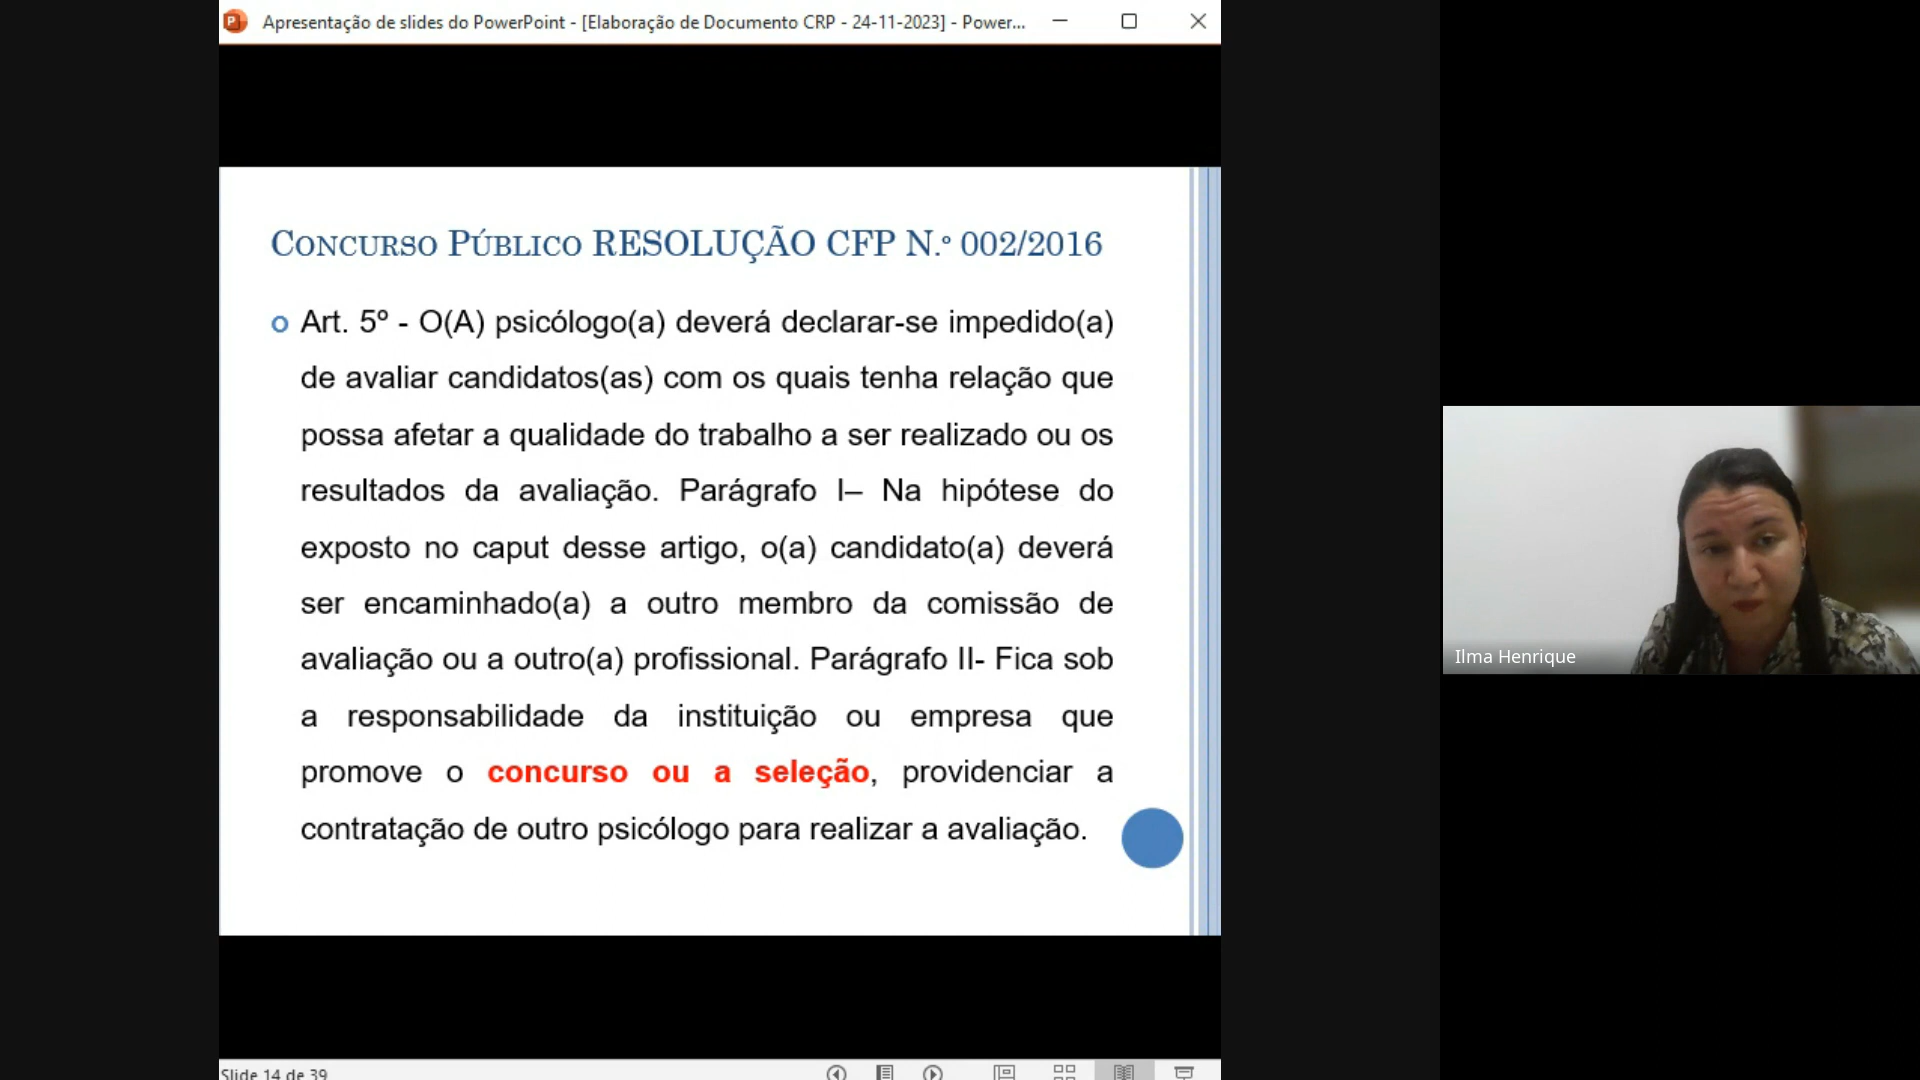 Apresentação de slides do PowerPoint - [Elaboração de Documento CRP - 24-11-2023] - Power...
Concurso Público RESOLUÇÃO CFP N.º 002/2016
Art. 5º - O(A) psicólogo(a) deverá declarar-se impedido(a)
de avaliar candidatos(as) com os quais tenha relação que
possa afetar a qualidade do trabalho a ser realizado ou os
resultados da avaliação. Parágrafo I– Na hipótese do
exposto no caput desse artigo, o(a) candidato(a) deverá
ser encaminhado(a) a outro membro da comissão de
avaliação ou a outro(a) profissional. Parágrafo II- Fica sob
a responsabilidade da instituição ou empresa que
promove o concurso ou a seleção, providenciar a
contratação de outro psicólogo para realizar a avaliação.
Ilma Henrique
Slide 14 de 39